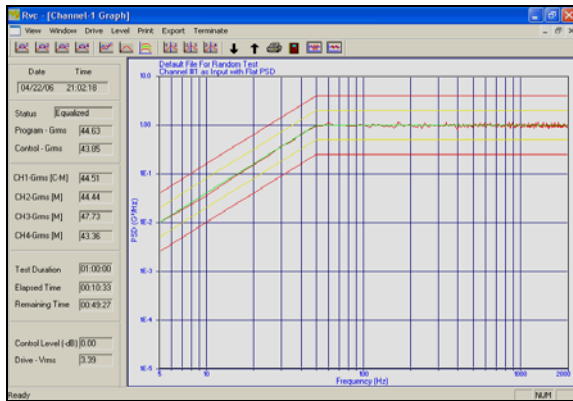 Rvc - [Channel-1 Graph]
View Window Drive Level Print Export Terminate
Date Time
04/22/06 21:02:18
Status Equalized
Program - Grms 44.63
Control - Grms 43.85
CH1-Grms [C-M] 44.51
CH2-Grms [M] 44.44
CH3-Grms [M] 47.73
CH4-Grms [M] 43.36
Test Duration 01:00:00
Elapsed Time 00:10:33
Remaining Time 00:49:27
Control Level (-dB) 0.00
Drive - Vrms 3.39
Default File For Random Test
Channel #1 as Input with Flat PSD
PSD (G²/Hz)
10.0
1.00
1E-1
1E-2
1E-3
1E-4
1E-5
5 10 100 1000 2000
Frequency (Hz)
Ready NUM